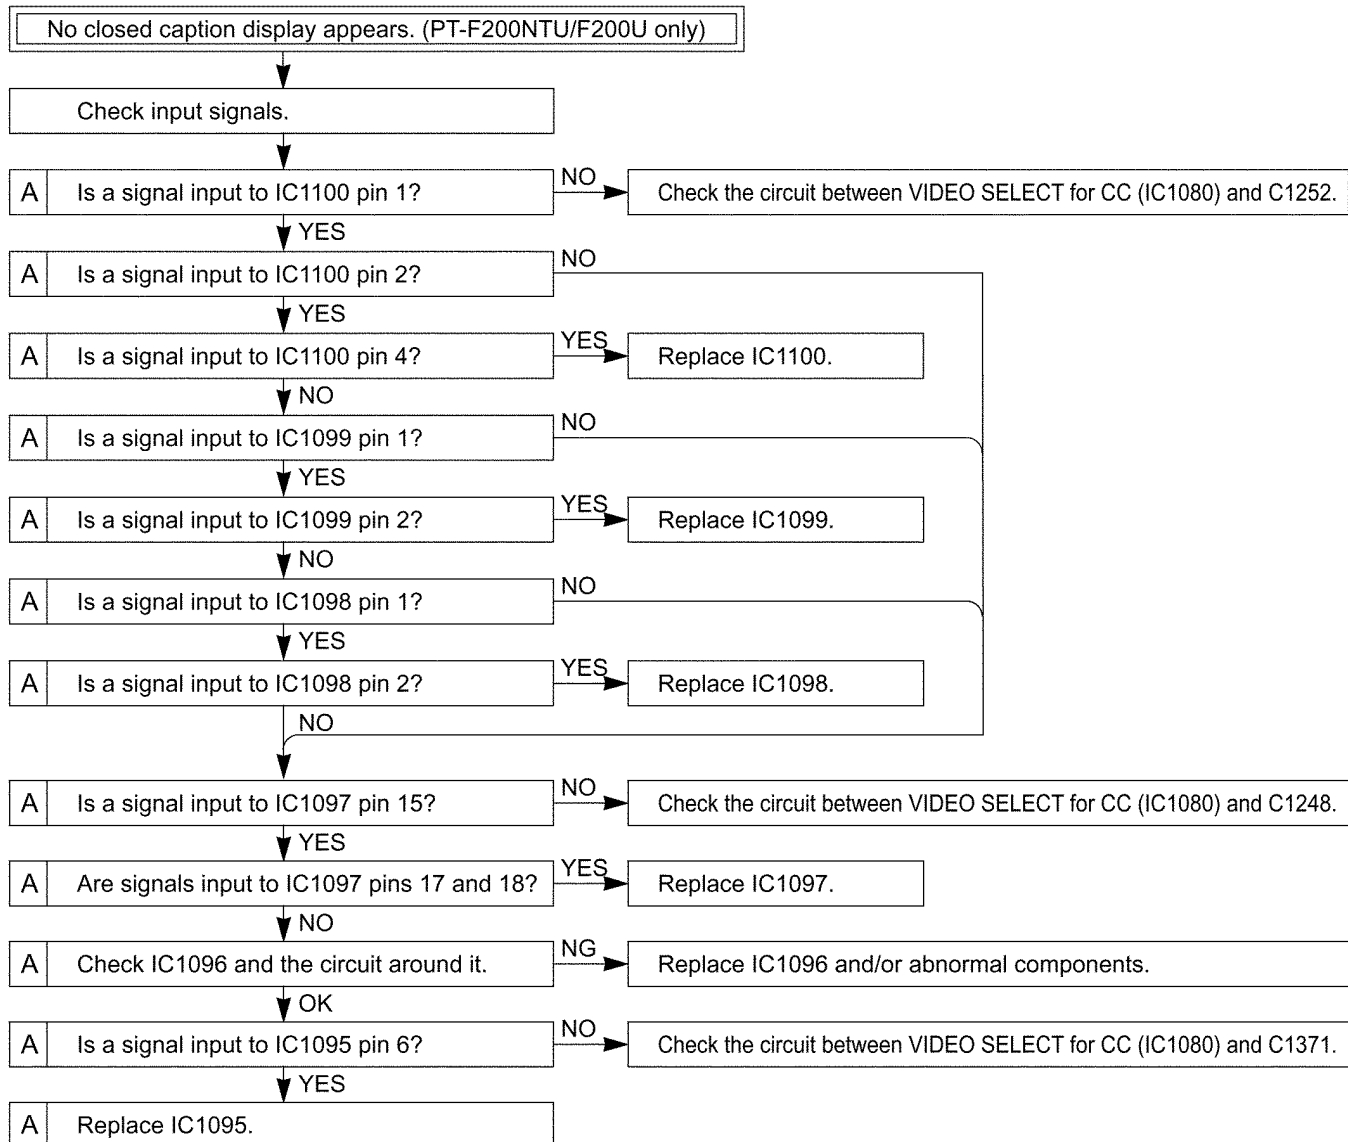 No closed caption display appears. (PT-F200NTU/F200U only)
Check input signals.
A Is a signal input to IC1100 pin 1? NO Check the circuit between VIDEO SELECT for CC (IC1080) and C1252.
YES
A Is a signal input to IC1100 pin 2? NO
YES
A Is a signal input to IC1100 pin 4? YES Replace IC1100.
NO
A Is a signal input to IC1099 pin 1? NO
YES
A Is a signal input to IC1099 pin 2? YES Replace IC1099.
NO
A Is a signal input to IC1098 pin 1? NO
YES
A Is a signal input to IC1098 pin 2? YES Replace IC1098.
NO
A Is a signal input to IC1097 pin 15? NO Check the circuit between VIDEO SELECT for CC (IC1080) and C1248.
YES
A Are signals input to IC1097 pins 17 and 18? YES Replace IC1097.
NO
A Check IC1096 and the circuit around it. NG Replace IC1096 and/or abnormal components.
OK
A Is a signal input to IC1095 pin 6? NO Check the circuit between VIDEO SELECT for CC (IC1080) and C1371.
YES
A Replace IC1095.